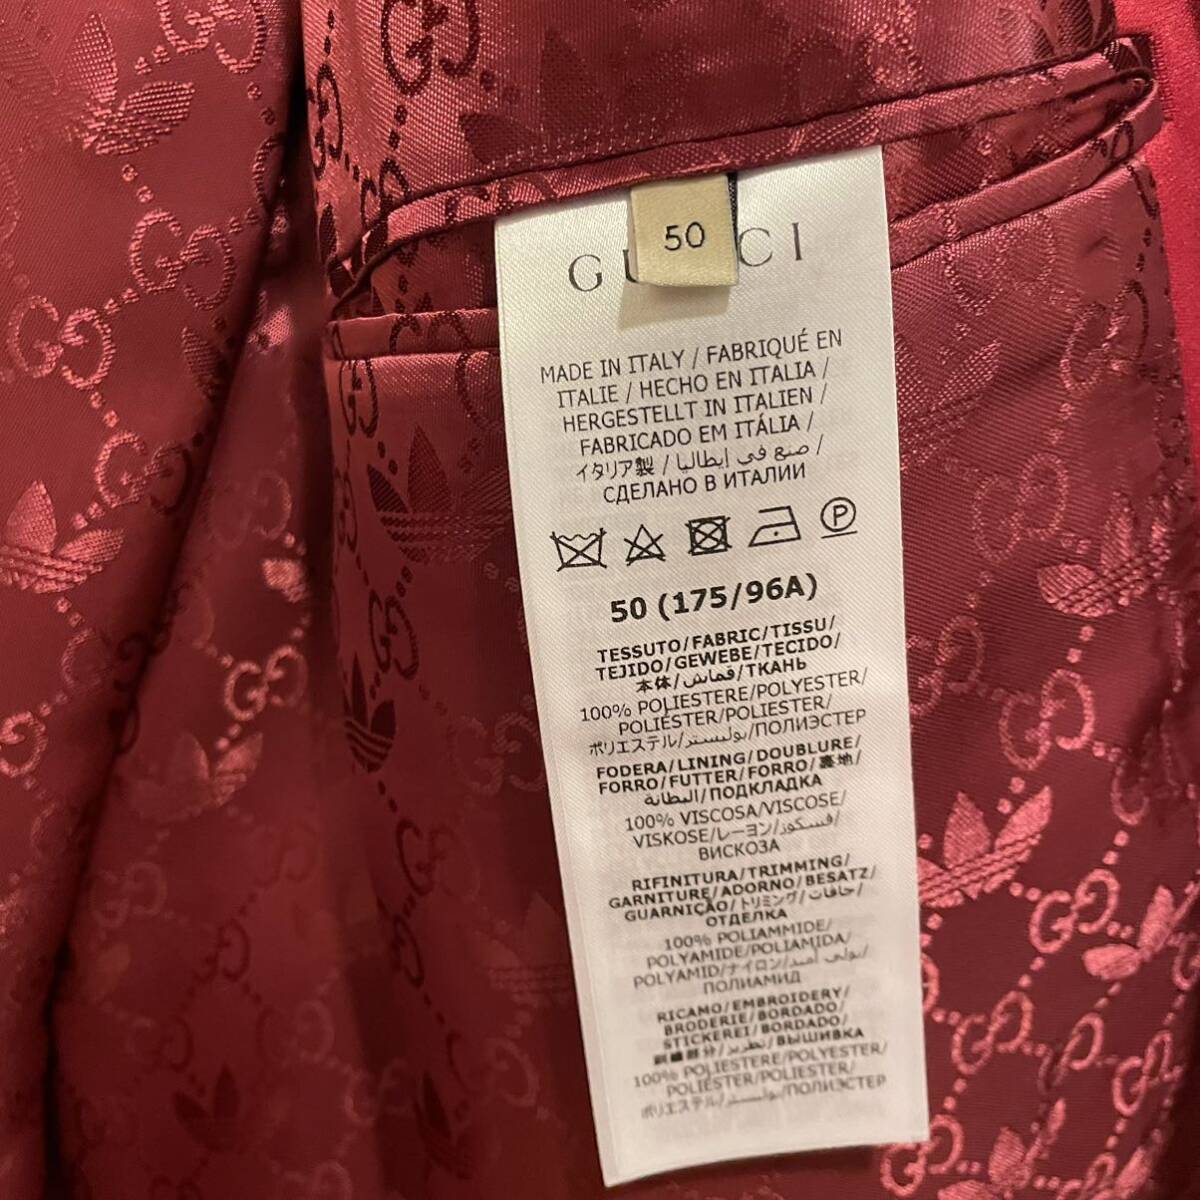 50
GUCCI
MADE IN ITALY / FABRIQUÉ EN
ITALIE / HECHO EN ITALIA /
HERGESTELLT IN ITALIEN /
FABRICADO EM ITÁLIA /
イタリア製 / صنع في إيطاليا /
СДЕЛАНО В ИТАЛИИ
P
50 (175/96A)
TESSUTO/FABRIC/TISSU/
TEJIDO/GEWEBE/TECIDO/
本体/قماش/ТКАНЬ
100% POLIESTERE/POLYESTER/
POLIÉSTER/POLIESTER/
ポリエステル/بوليستر/ПОЛИЭСТЕР
FODERA/LINING/DOUBLURE/
FORRO/FUTTER/FORRO/裏地/
البطانة/ПОДКЛАДКА
100% VISCOSA/VISCOSE/
VISKOSE/レーヨン/فسكوز/
ВИСКОЗА
RIFINITURA/TRIMMING/
GARNITURE/ADORNO/BESATZ/
GUARNIÇÃO/トリミング/حافات/
ОТДЕЛКА
100% POLIAMMIDE/
POLYAMIDE/POLIAMIDA/
POLYAMID/ナイロン/بولي أميد/
ПОЛИАМИД
RICAMO/EMBROIDERY/
BRODERIE/BORDADO/
STICKEREI/BORDADO/
刺繍部分/تطريز/ВЫШИВКА
100% POLIESTERE/POLYESTER/
POLIÉSTER/POLIESTER/
ポリエステル/بوليستر/ПОЛИЭСТЕР